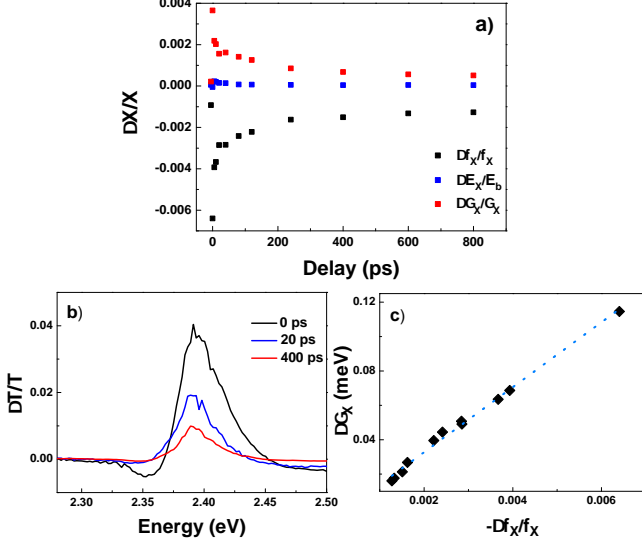 0.004
a)
0.002
0.000
-0.002
-0.004
-0.006
DX/X
Df_X/f_X
DE_X/E_b
DG_X/G_X
0 200 400 600 800
Delay (ps)
b)
0 ps
20 ps
400 ps
0.04
0.02
0.00
DT/T
2.30 2.35 2.40 2.45 2.50
Energy (eV)
c)
0.12
0.08
0.04
DG_X (meV)
0.002 0.004 0.006
-Df_X/f_X